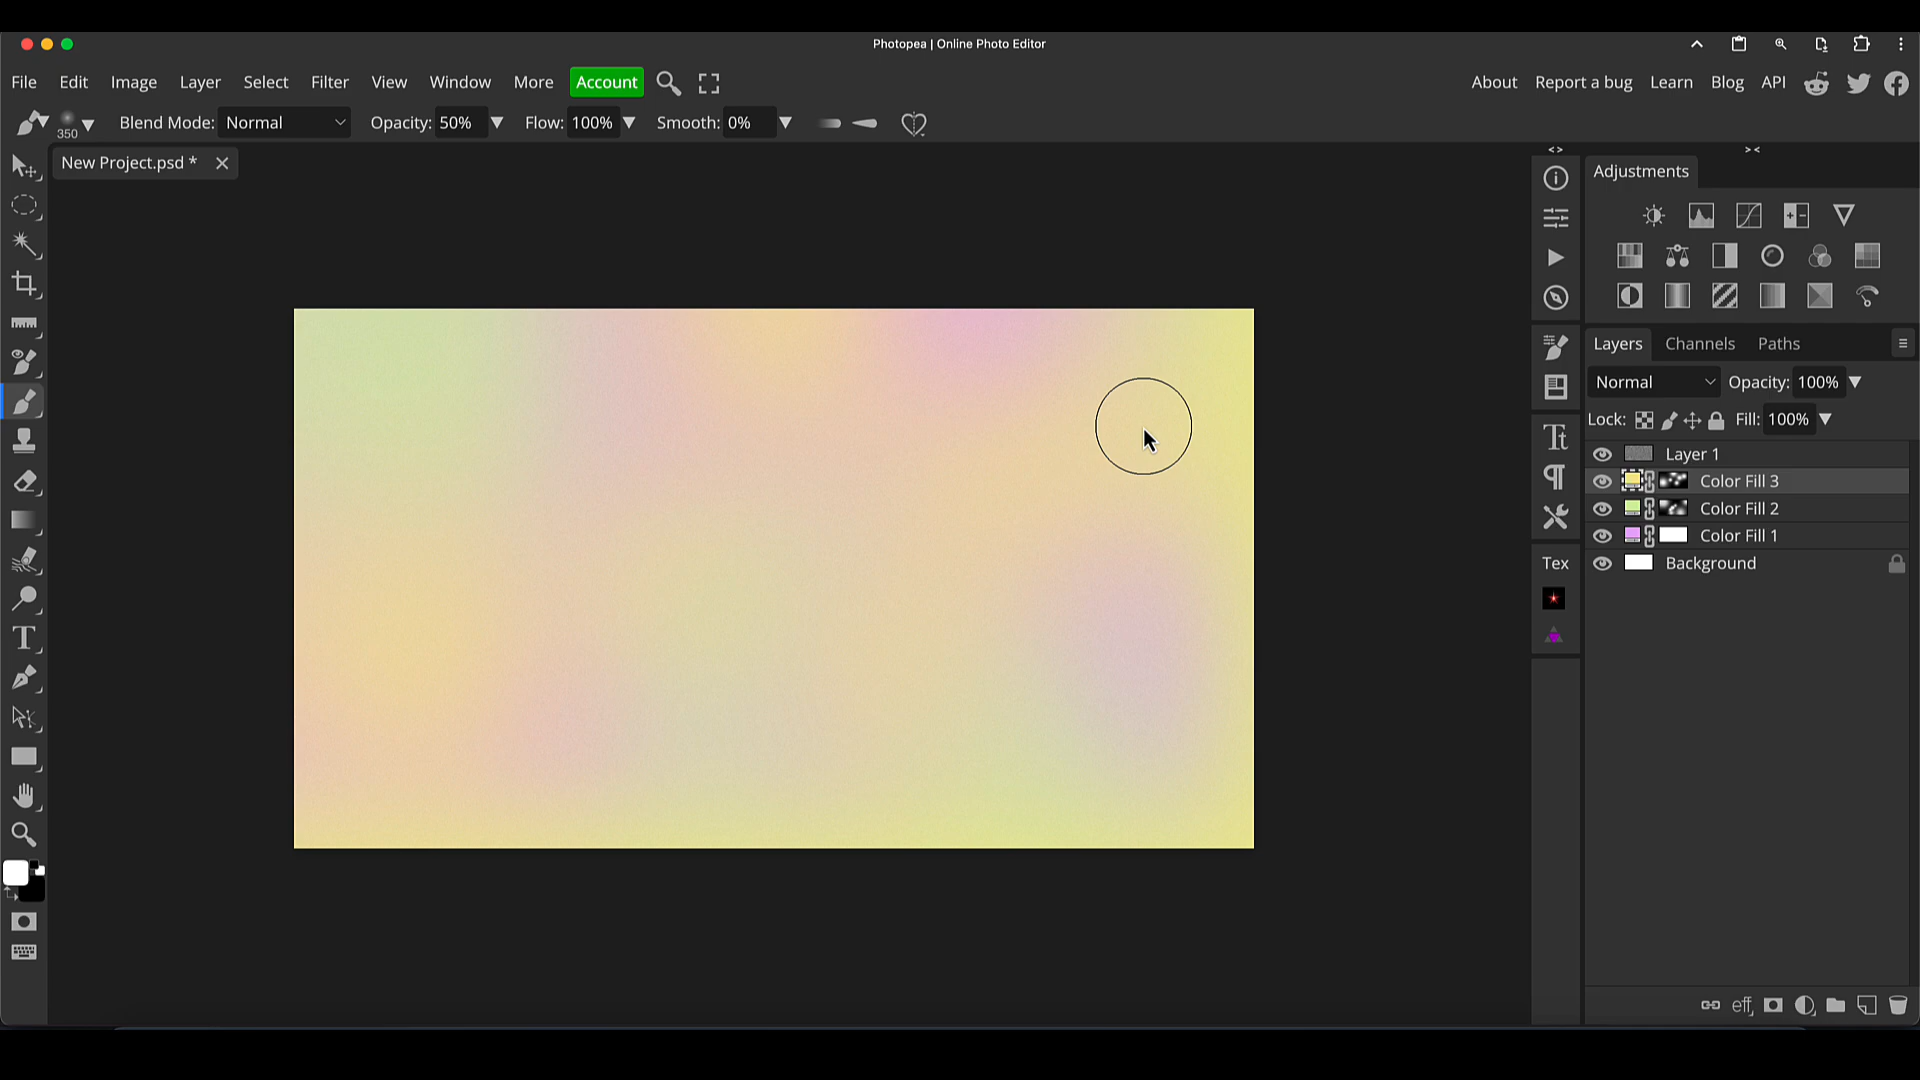 Photopea | Online Photo Editor
File Edit Image Layer Select Filter View Window More Account About Report a bug Learn Blog API
350 Blend Mode: Normal Opacity: 50% Flow: 100% Smooth: 0%
New Project.psd *
Adjustments
Layers Channels Paths
Normal Opacity: 100%
Lock: Fill: 100%
Layer 1
Color Fill 3
Color Fill 2
Color Fill 1
Tex
Background
eff